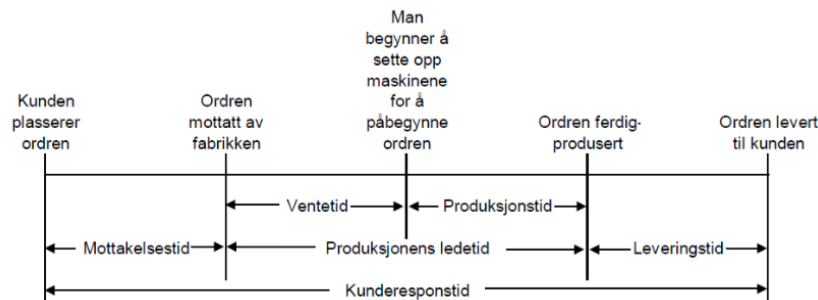 Kunden
plasserer
ordren
Ordren
mottatt av
fabrikken
Man
begynner å
sette opp
maskinene
for å
påbegynne
ordren
Ordren ferdig-
produsert
Ordren levert
til kunden
Ventetid
Produksjonstid
Mottakelsestid
Produksjonens ledetid
Leveringstid
Kunderesponstid